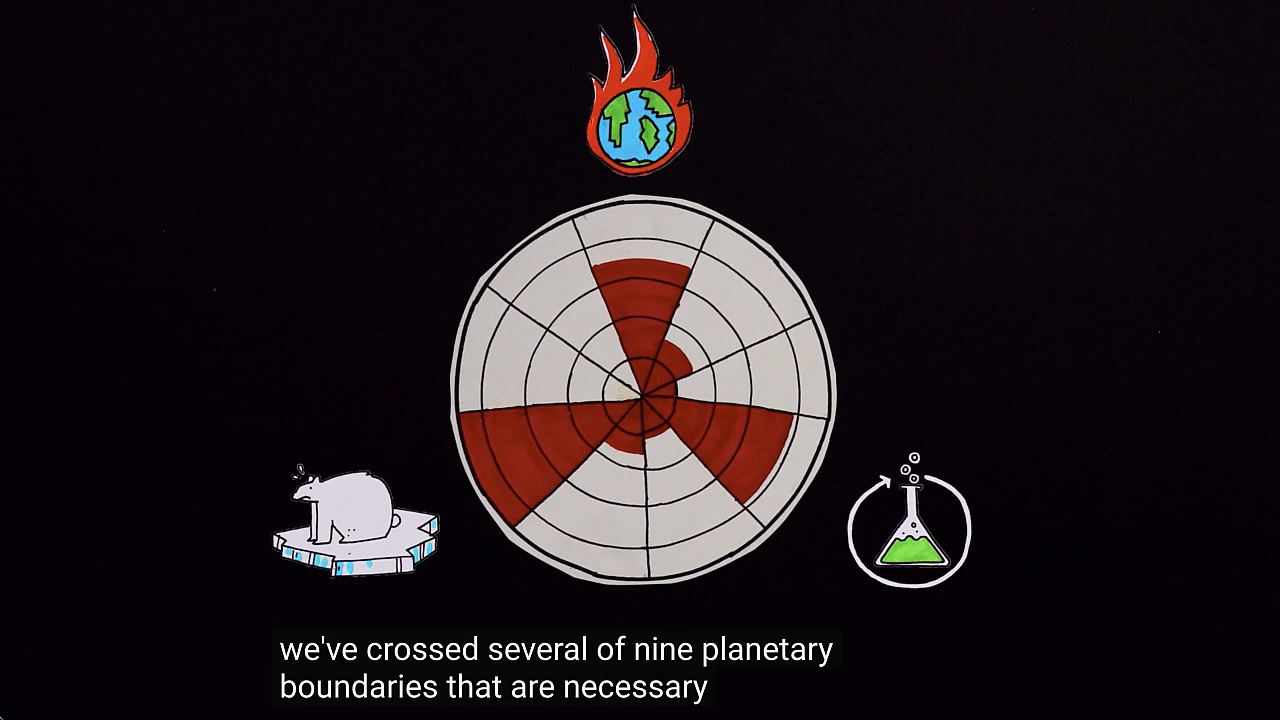 we've crossed several of nine planetary
boundaries that are necessary